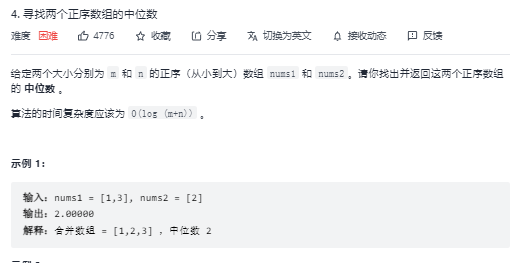 4. 寻找两个正序数组的中位数
难度 困难 4776 收藏 分享 切换为英文 接收动态 反馈
给定两个大小分别为 m 和 n 的正序（从小到大）数组 nums1 和 nums2。请你找出并返回这两个正序数组
的 中位数 。
算法的时间复杂度应该为 O(log (m+n)) 。
示例 1：
输入：nums1 = [1,3], nums2 = [2]
输出：2.00000
解释：合并数组 = [1,2,3] ，中位数 2